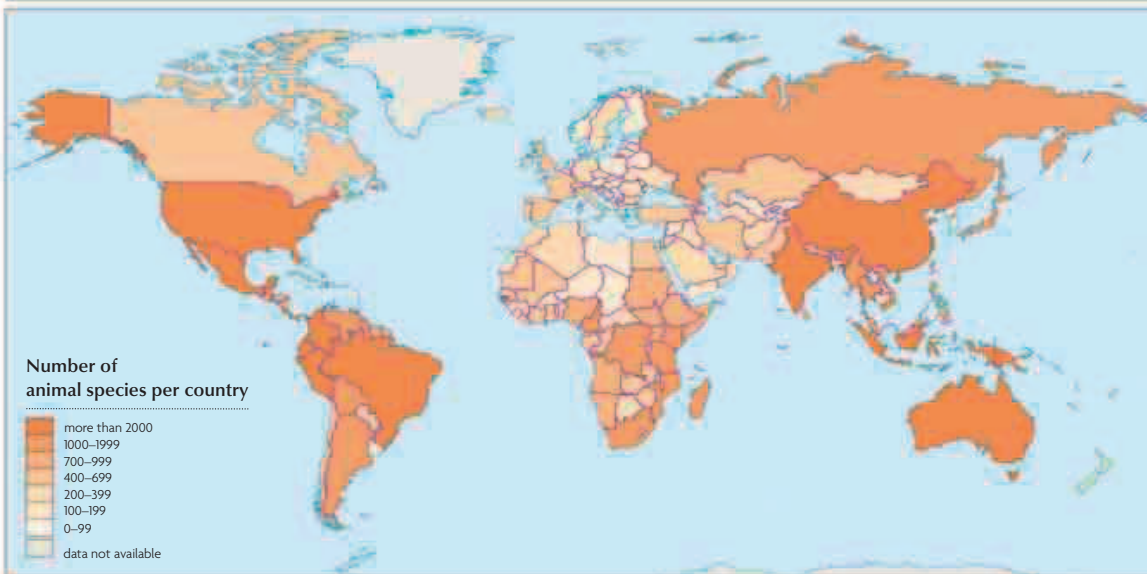 Number of
animal species per country
more than 2000
1000–1999
700–999
400–699
200–399
100–199
0–99
data not available